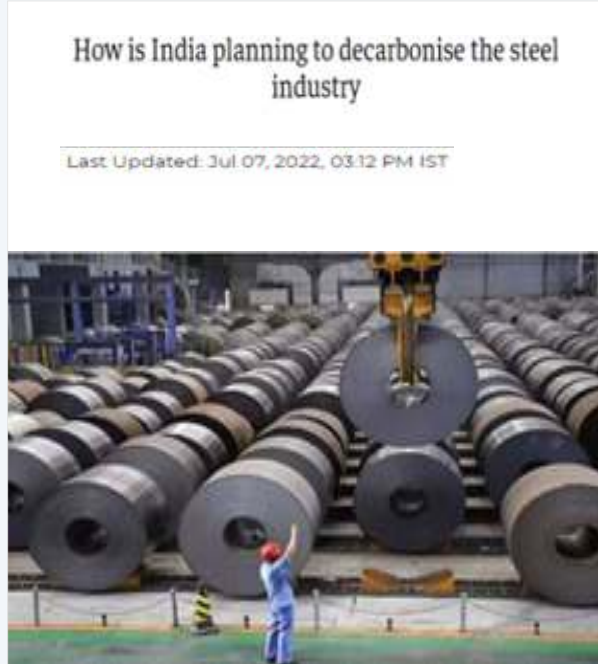 How is India planning to decarbonise the steel
industry
Last Updated: Jul 07, 2022, 03:12 PM IST